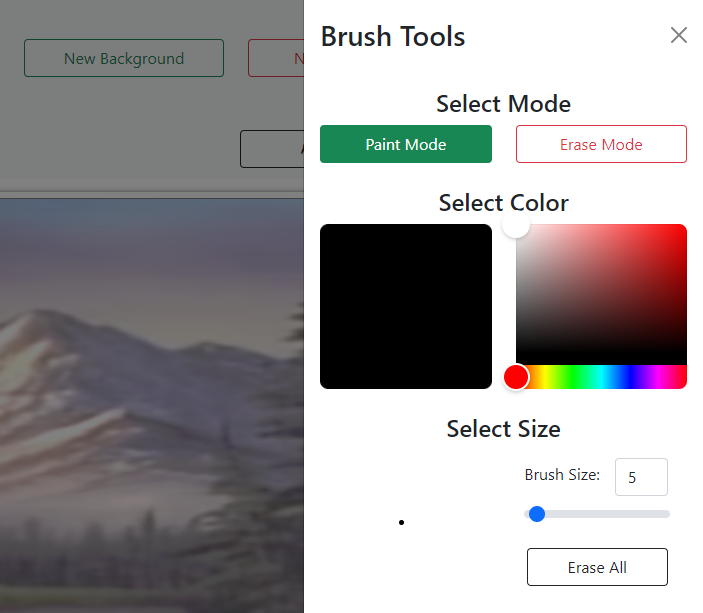 New Background
Brush Tools
Select Mode
Paint Mode
Erase Mode
Select Color
Select Size
Brush Size: 5
Erase All